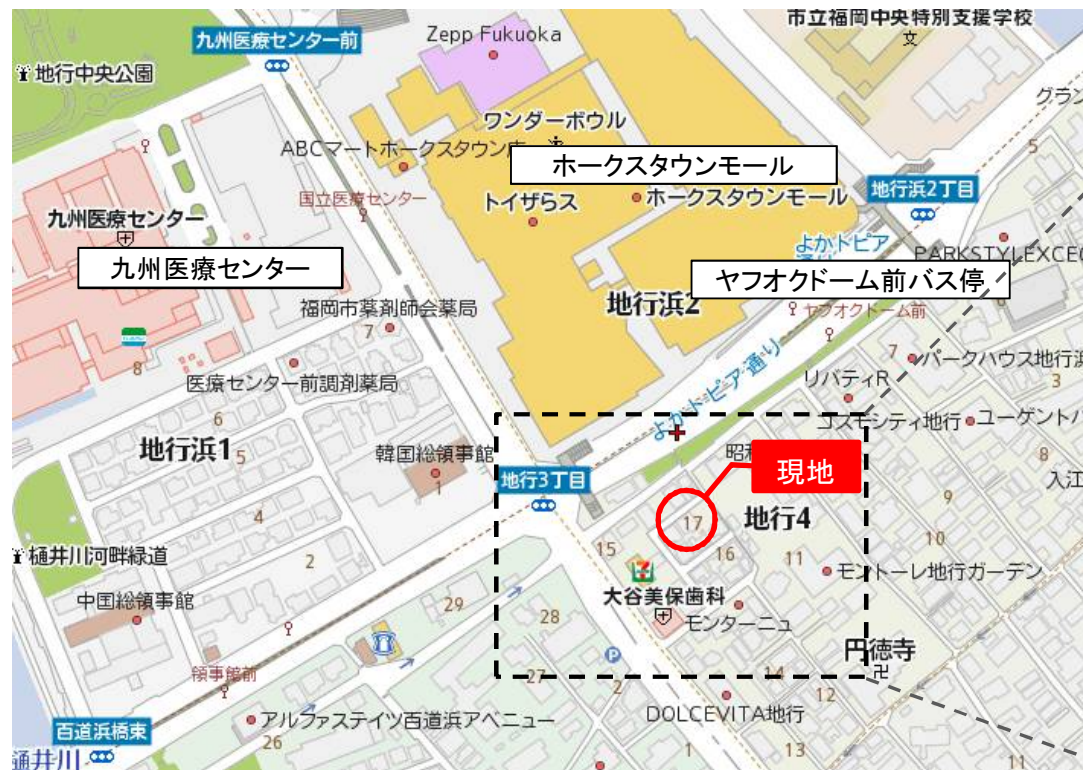 市立福岡中央特別支援学校
文
九州医療センター前
Zepp Fukuoka
地行中央公園
グラン
ワンダーボウル
5
ABCマートホークスタウン店
ホークスタウンモール
国立医療センター
トイザらス
ホークスタウンモール
地行浜2丁目
九州医療センター
よかトピア
PARKSTYLEXCE
九州医療センター
ヤフオクドーム前バス停
地行浜2
福岡市薬剤師会薬局
ヤフオクドーム前
7
7
パークハウス地行浜
8
よかトピア通り
リバティR
3
医療センター前調剤薬局
6
コスモシティ地行
ユーゲントハ
地行浜1
5
韓国総領事館
昭和
8
現地
入江
地行3丁目
1
9
4
17
地行4
15
10
樋井川河畔緑道
2
16
11
モントーレ地行ガーデン
7
大谷美保歯科
中国総領事館
29
28
モンターニュ
P
円徳寺
卍
領事館前
27
2
14
12
DOLCEVITA地行
アルファステイツ百道浜アベニュー
百道浜橋東
26
1
13
樋井川
11